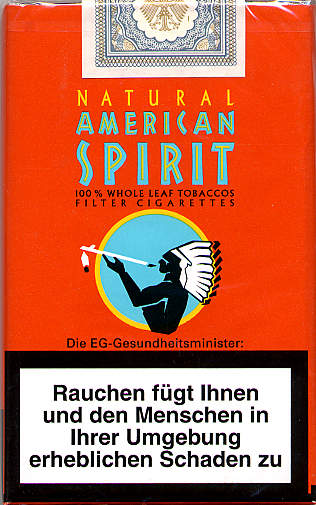 NATURAL
AMERICAN
SPIRIT
100% WHOLE LEAF TOBACCOS
FILTER CIGARETTES
Die EG-Gesundheitsminister:
Rauchen fügt Ihnen
und den Menschen in
Ihrer Umgebung
erheblichen Schaden zu